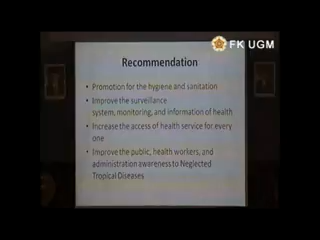 FK UGM
Recommendation
• Promotion for the hygiene and sanitation
• Improve the surveillance
system, monitoring, and information of health
• Increase the access of health service for every
one
• Improve the public, health workers, and
administration awareness to Neglected
Tropical Diseases